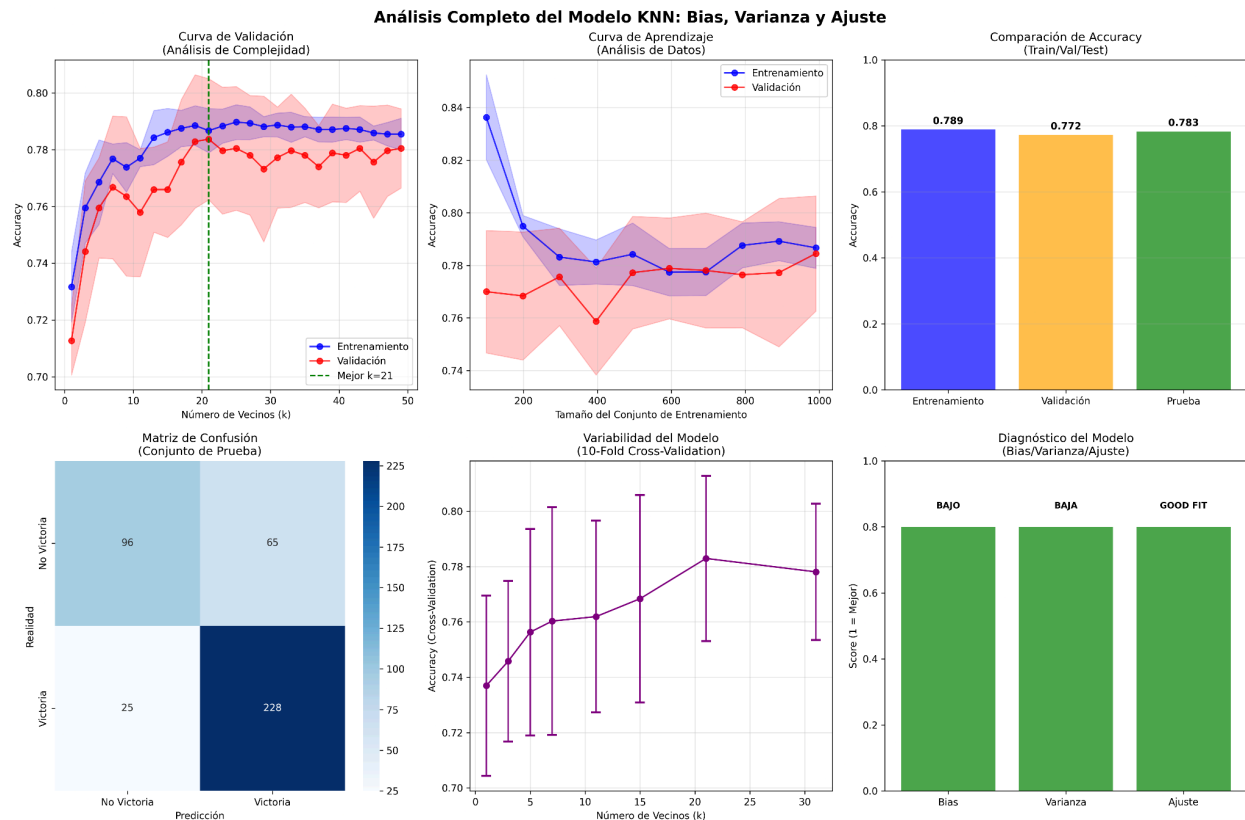 Análisis Completo del Modelo KNN: Bias, Varianza y Ajuste
Curva de Validación
(Análisis de Complejidad)
Accuracy
0.80
0.78
0.76
0.74
0.72
0.70
Entrenamiento
Validación
Mejor k=21
0 10 20 30 40 50
Número de Vecinos (k)
Curva de Aprendizaje
(Análisis de Datos)
Accuracy
0.84
0.82
0.80
0.78
0.76
0.74
Entrenamiento
Validación
200 400 600 800 1000
Tamaño del Conjunto de Entrenamiento
Comparación de Accuracy
(Train/Val/Test)
Accuracy
1.0
0.8
0.6
0.4
0.2
0.0
0.789 0.772 0.783
Entrenamiento Validación Prueba
Matriz de Confusión
(Conjunto de Prueba)
Realidad
No Victoria
Victoria
96 65
25 228
No Victoria Victoria
Predicción
225
200
175
150
125
100
75
50
25
Variabilidad del Modelo
(10-Fold Cross-Validation)
Accuracy (Cross-Validation)
0.80
0.78
0.76
0.74
0.72
0.70
0 5 10 15 20 25 30
Número de Vecinos (k)
Diagnóstico del Modelo
(Bias/Varianza/Ajuste)
Score (1 = Mejor)
1.0
0.8
0.6
0.4
0.2
0.0
BAJO BAJA GOOD FIT
Bias Varianza Ajuste